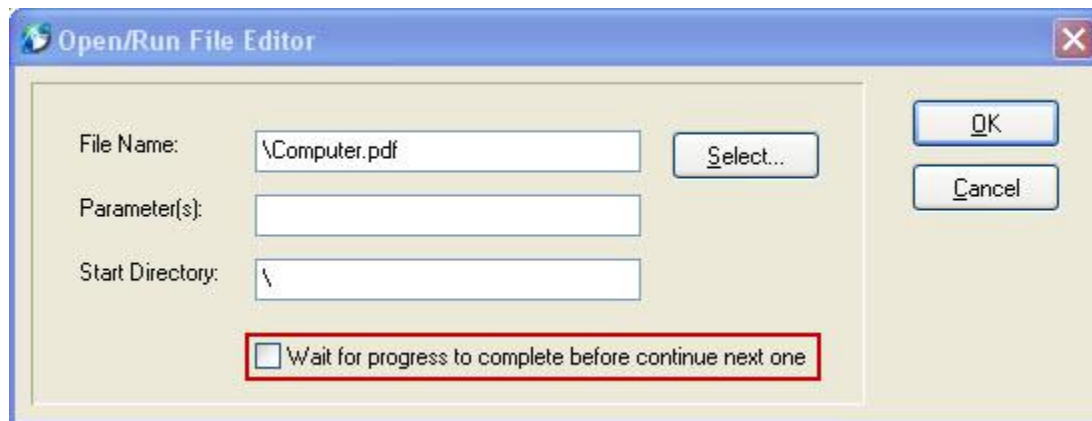 Open/Run File Editor
File Name:
\Computer.pdf
Select...
OK
Parameter(s):
Cancel
Start Directory:
\
Wait for progress to complete before continue next one